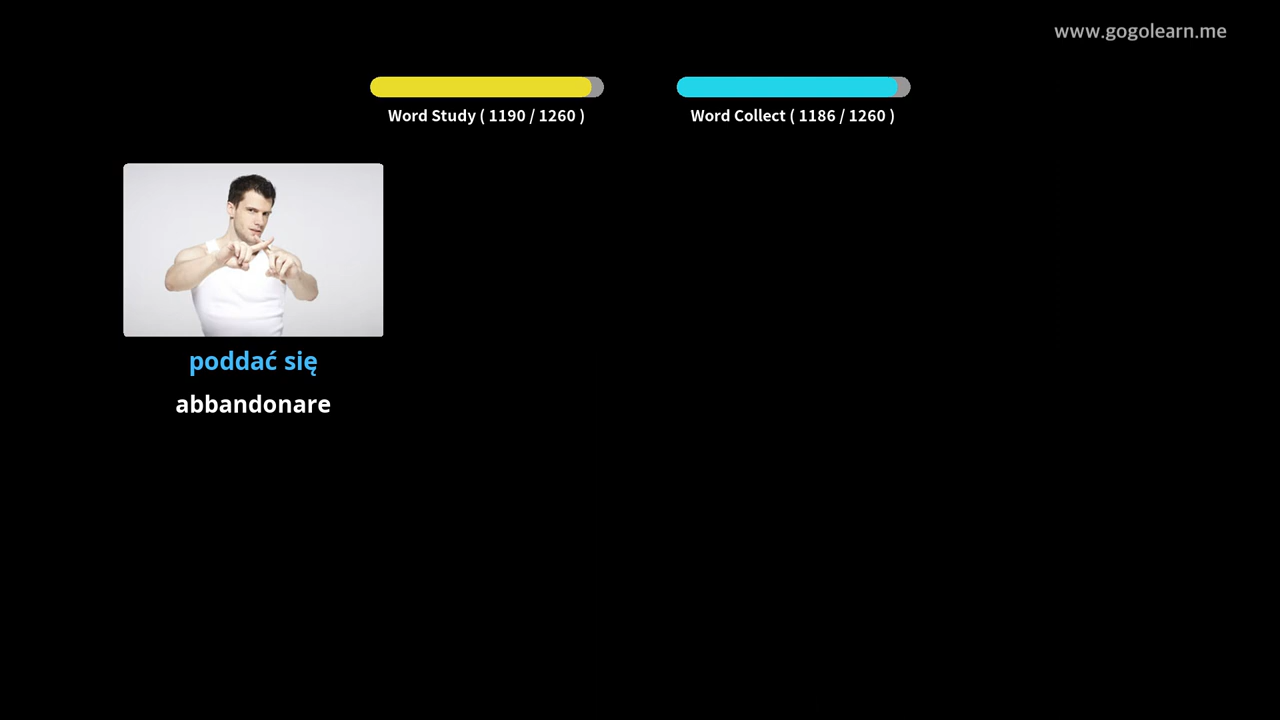 www.gogolearn.me
Word Study ( 1190 / 1260 )
Word Collect ( 1186 / 1260 )
poddać się
abbandonare